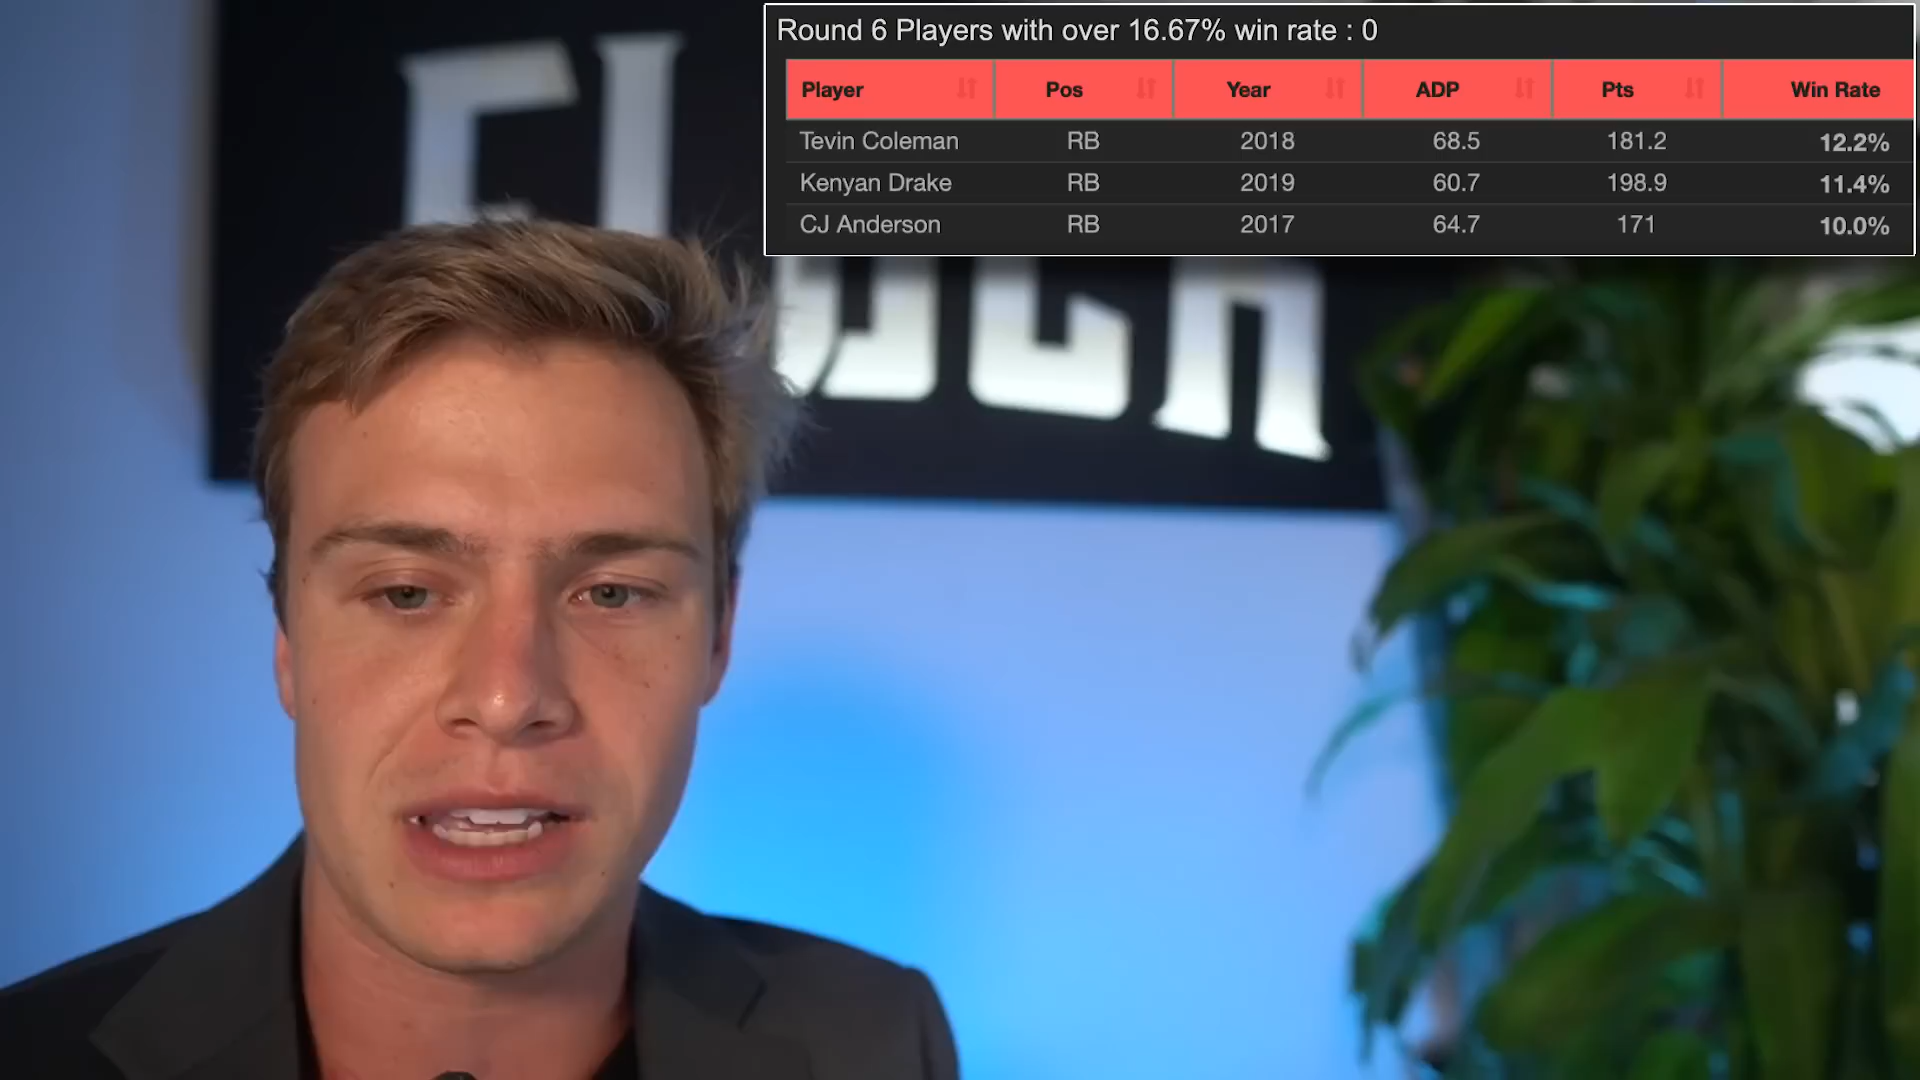 Round 6 Players with over 16.67% win rate : 0
Player Pos Year ADP Pts Win Rate
Tevin Coleman RB 2018 68.5 181.2 12.2%
Kenyan Drake RB 2019 60.7 198.9 11.4%
CJ Anderson RB 2017 64.7 171 10.0%